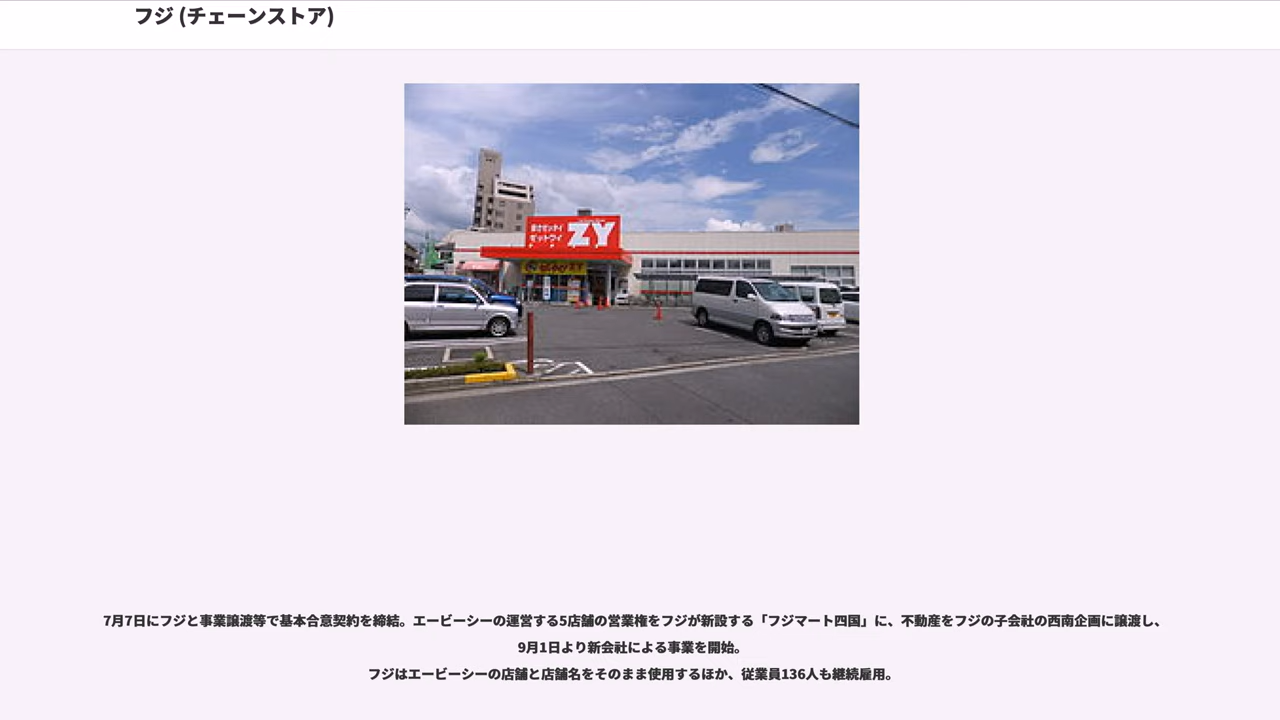 フジ (チェーンストア)
ZY
7月7日にフジと事業譲渡等で基本合意契約を締結。エービーシーの運営する5店舗の営業権をフジが新設する「フジマート四国」に、不動産をフジの子会社の西南企画に譲渡し、
9月1日より新会社による事業を開始。
フジはエービーシーの店舗と店舗名をそのまま使用するほか、従業員136人も継続雇用。